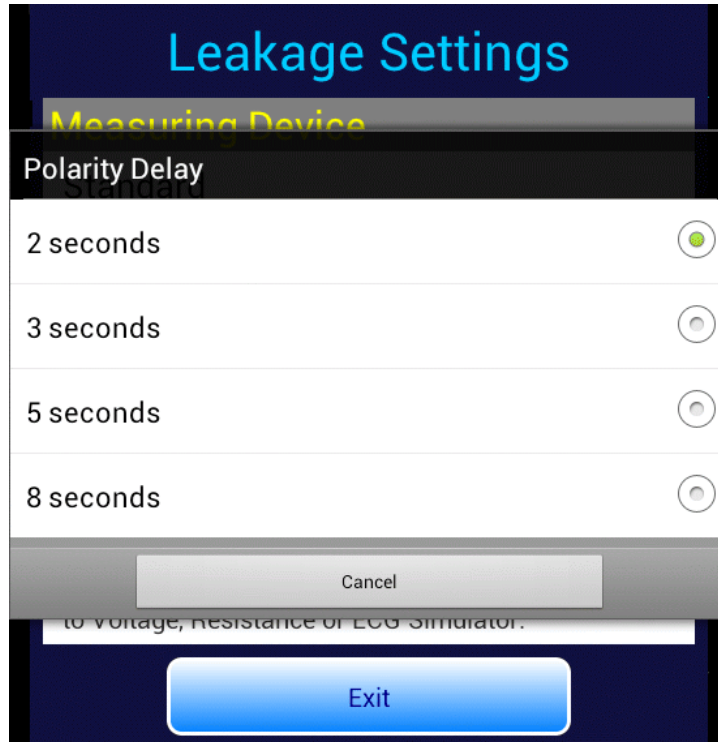 Leakage Settings
Measuring Device
Polarity Delay
Standard
2 seconds
3 seconds
5 seconds
8 seconds
Cancel
to Voltage, Resistance or ECG Simulator.
Exit